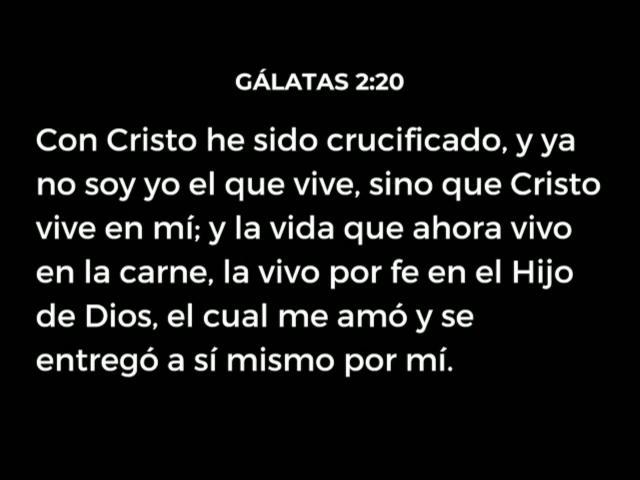 GÁLATAS 2:20
Con Cristo he sido crucificado, y ya
no soy yo el que vive, sino que Cristo
vive en mí; y la vida que ahora vivo
en la carne, la vivo por fe en el Hijo
de Dios, el cual me amó y se
entregó a sí mismo por mí.